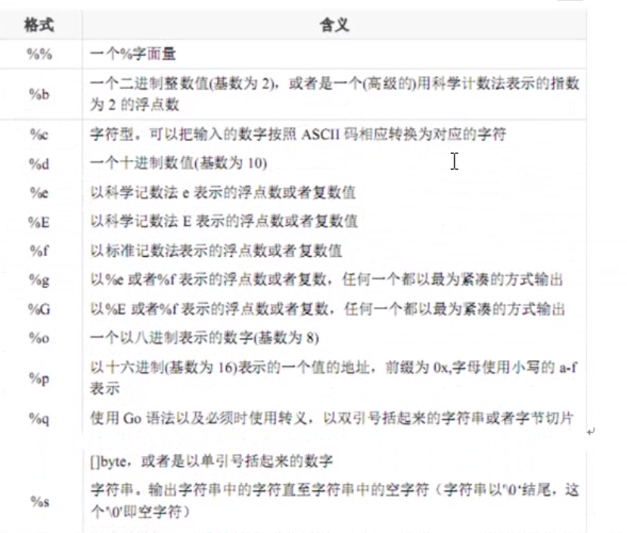 格式 含义
%% 一个%字面量
%b 一个二进制整数值(基数为 2)，或者是一个(高级的)用科学计数法表示的指数
为 2 的浮点数
%c 字符型。可以把输入的数字按照 ASCII 码相应转换为对应的字符
%d 一个十进制数值(基数为 10)
%e 以科学记数法 e 表示的浮点数或者复数值
%E 以科学记数法 E 表示的浮点数或者复数值
%f 以标准记数法表示的浮点数或者复数值
%g 以%e 或者%f 表示的浮点数或者复数，任何一个都以最为紧凑的方式输出
%G 以%E 或者%f 表示的浮点数或者复数，任何一个都以最为紧凑的方式输出
%o 一个以八进制表示的数字(基数为 8)
%p 以十六进制(基数为 16)表示的一个值的地址，前缀为 0x,字母使用小写的 a-f
表示
%q 使用 Go 语法以及必须时使用转义，以双引号括起来的字符串或者字节切片
[]byte，或者是以单引号括起来的数字
%s 字符串。输出字符串中的字符直至字符串中的空字符（字符串以'\0‘结尾，这
个'\0'即空字符）